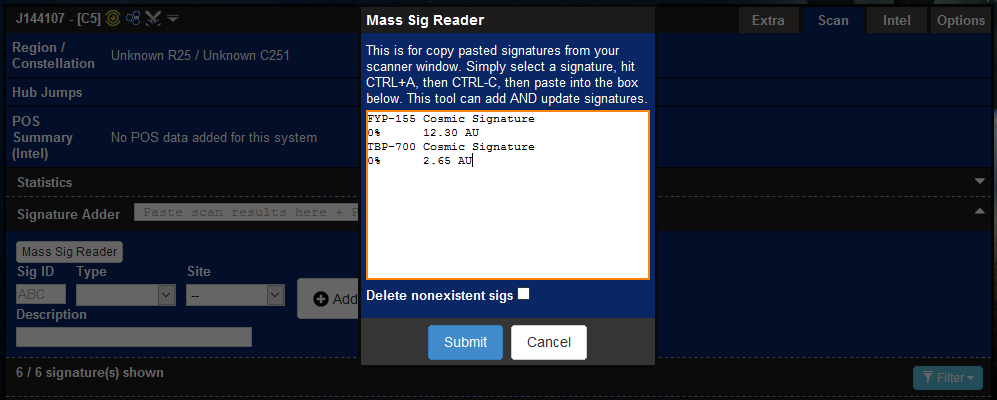 J144107 - [C5]
Extra
Scan
Intel
Options
Region /
Constellation
Unknown R25 / Unknown C251
Hub Jumps
POS
Summary
(Intel)
No POS data added for this system
Statistics
Signature Adder
Paste scan results here + P
Mass Sig Reader
Sig ID
Type
Site
ABC
--
Add
Description
6 / 6 signature(s) shown
Filter
Mass Sig Reader
This is for copy pasted signatures from your
scanner window. Simply select a signature, hit
CTRL+A, then CTRL-C, then paste into the box
below. This tool can add AND update signatures.
FYP-155 Cosmic Signature
0% 12.30 AU
TBP-700 Cosmic Signature
0% 2.65 AU
Delete nonexistent sigs
Submit
Cancel